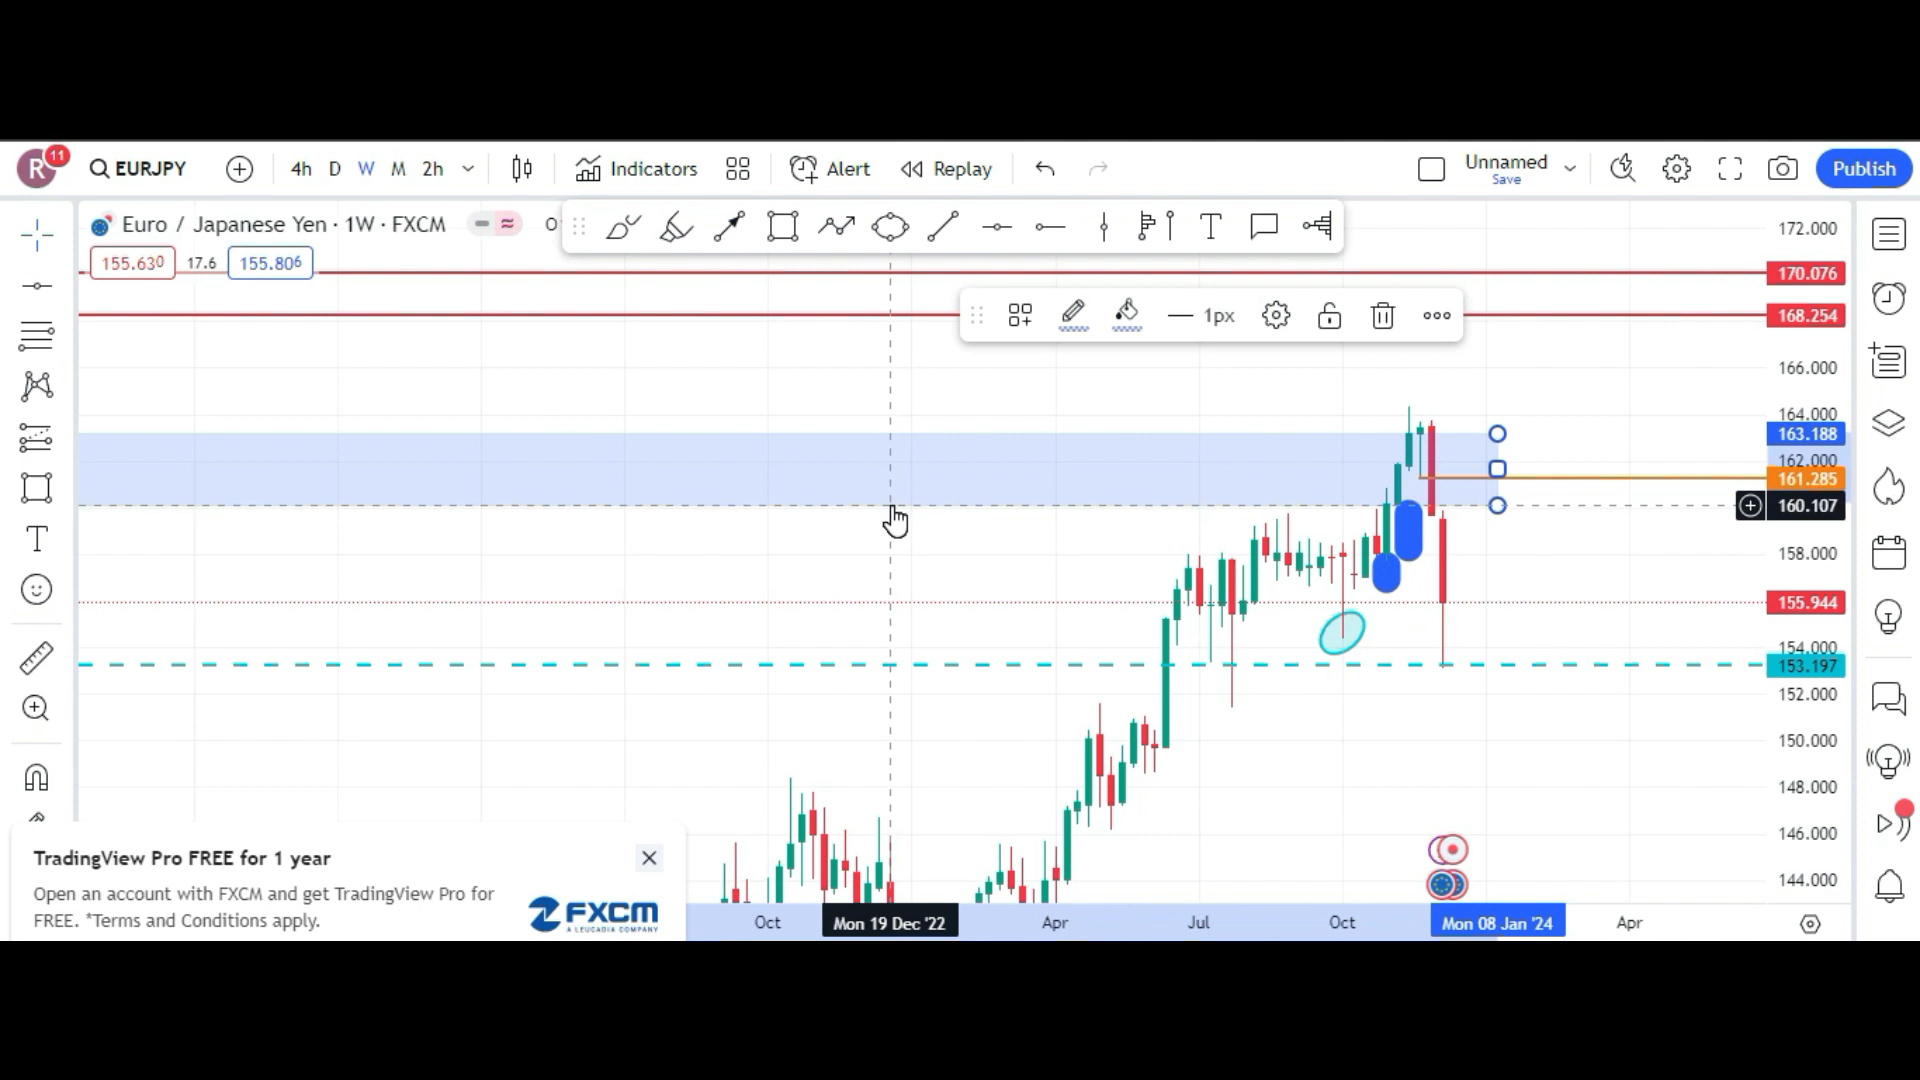 R 11 EURJPY 4h D W M 2h Indicators Alert Replay Unnamed Save Publish
Euro / Japanese Yen · 1W · FXCM O
155.630 17.6 155.806
1px
172.000
170.076
168.254
166.000
164.000
163.188
162.000
161.285
160.107
158.000
155.944
154.000
153.197
152.000
150.000
148.000
146.000
144.000
TradingView Pro FREE for 1 year
Open an account with FXCM and get TradingView Pro for
FREE. *Terms and Conditions apply.
FXCM
A LEUCADIA COMPANY
Oct Mon 19 Dec '22 Apr Jul Oct Mon 08 Jan '24 Apr